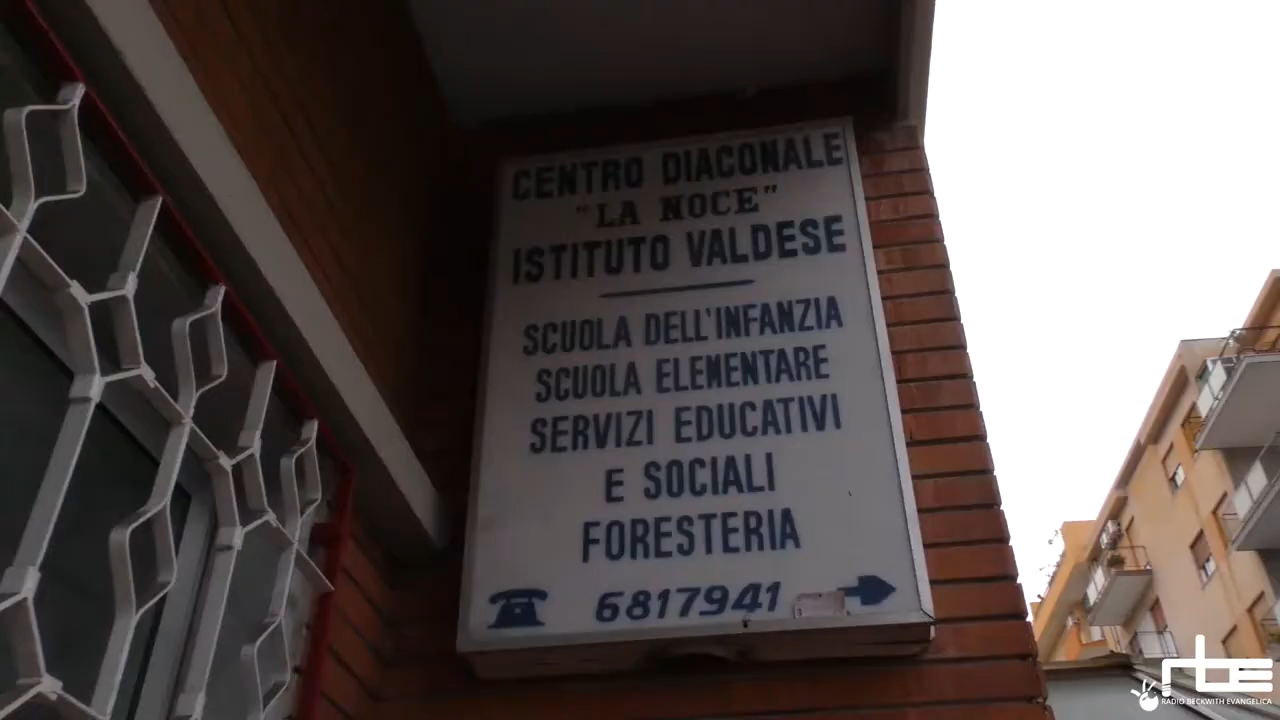 CENTRO DIACONALE
"LA NOCE"
ISTITUTO VALDESE
SCUOLA DELL'INFANZIA
SCUOLA ELEMENTARE
SERVIZI EDUCATIVI
E SOCIALI
FORESTERIA
6817941
rbe
RADIO BECKWITH EVANGELICA